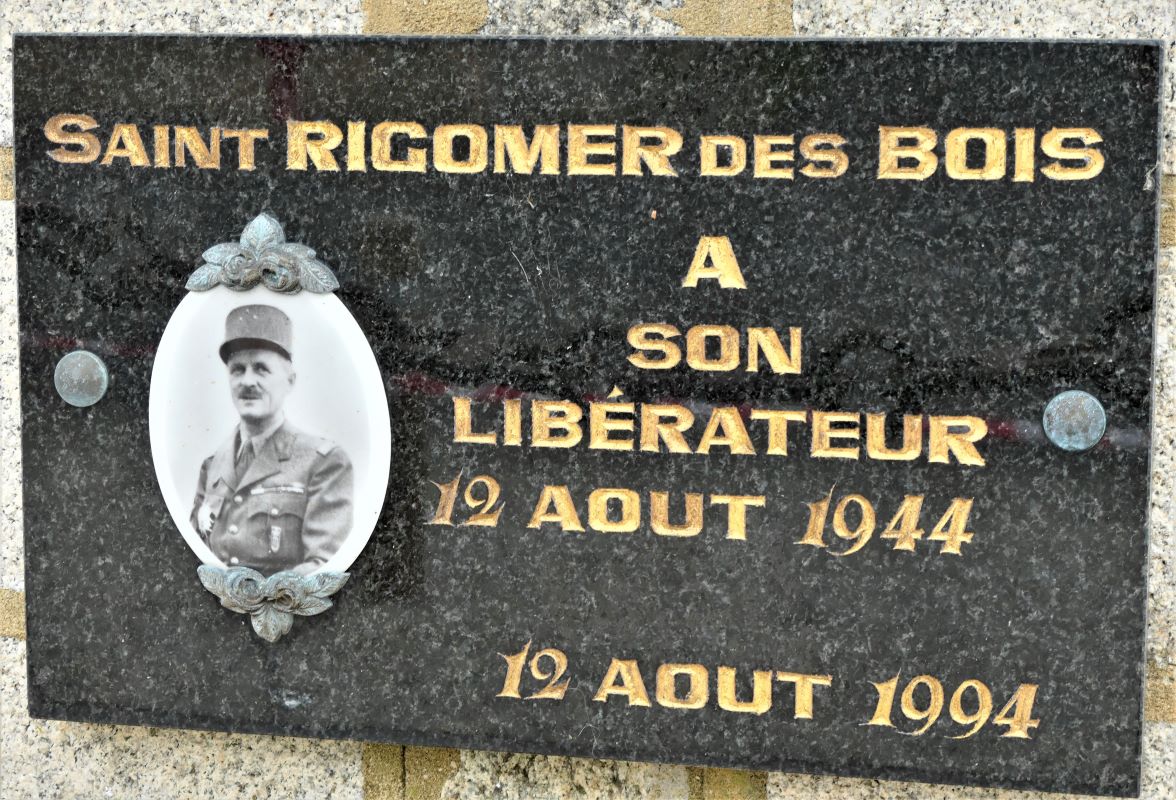 SAINT RIGOMER DES BOIS
A
SON
LIBÉRATEUR
12 AOUT 1944
12 AOUT 1994